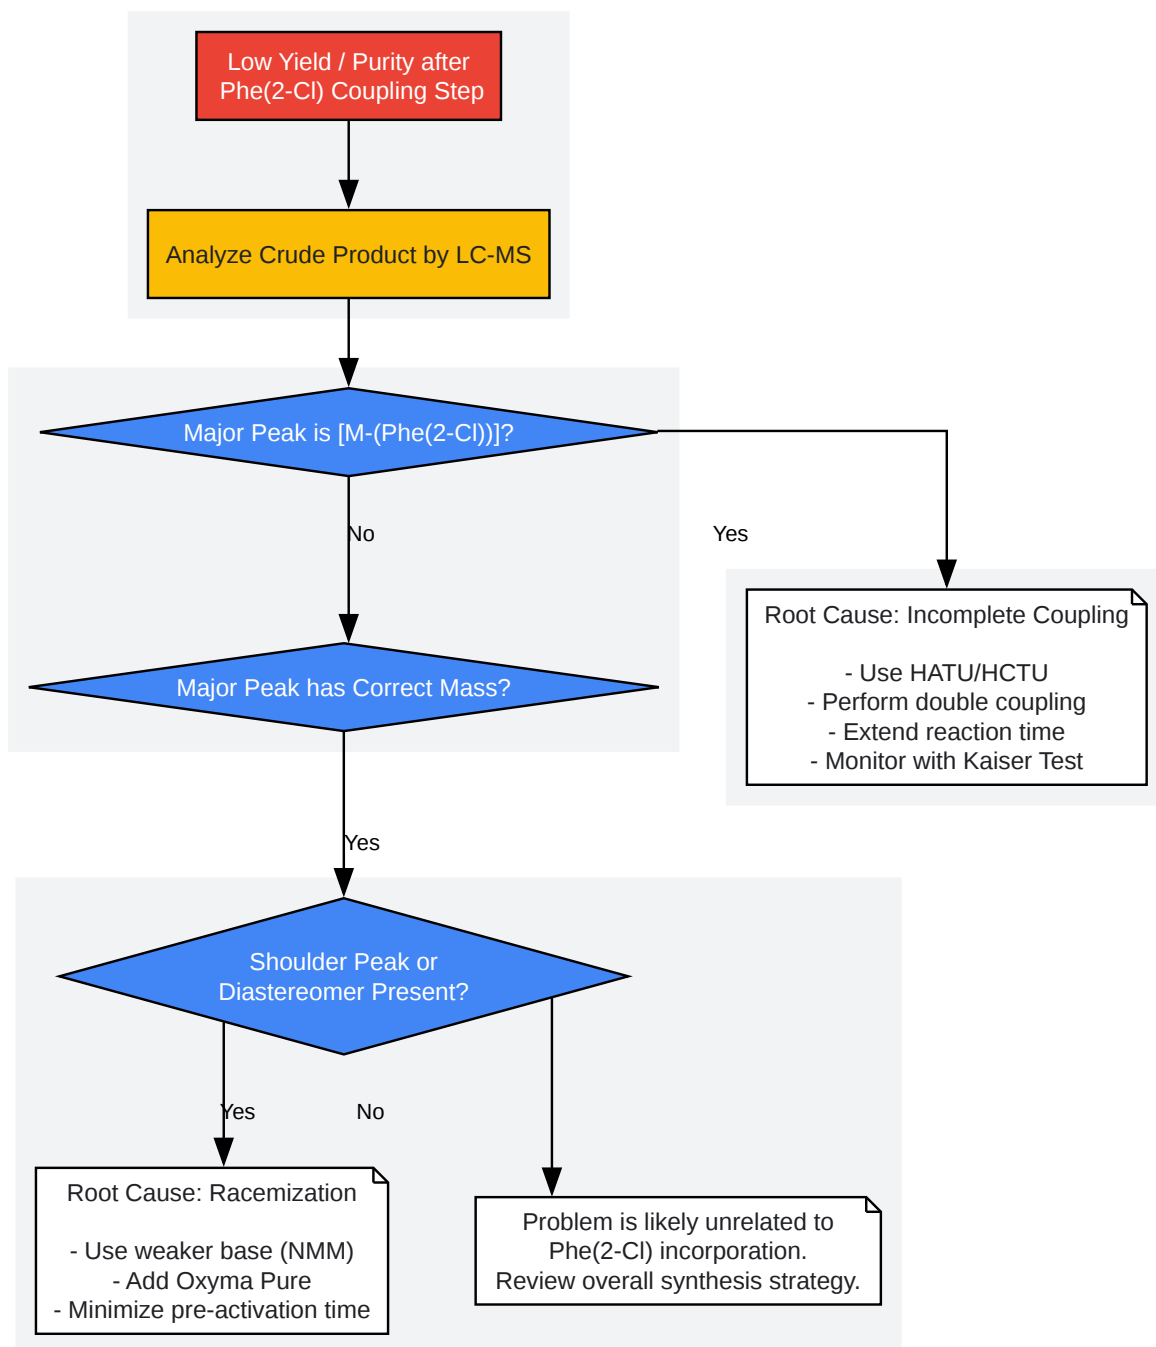 Low Yield / Purity after
Phe(2-Cl) Coupling Step
Analyze Crude Product by LC-MS
Major Peak is [M-(Phe(2-Cl))]?
No
Yes
Root Cause: Incomplete Coupling
- Use HATU/HCTU
- Perform double coupling
- Extend reaction time
- Monitor with Kaiser Test
Major Peak has Correct Mass?
Yes
Shoulder Peak or
Diastereomer Present?
Yes
No
Root Cause: Racemization
- Use weaker base (NMM)
- Add Oxyma Pure
- Minimize pre-activation time
Problem is likely unrelated to
Phe(2-Cl) incorporation.
Review overall synthesis strategy.